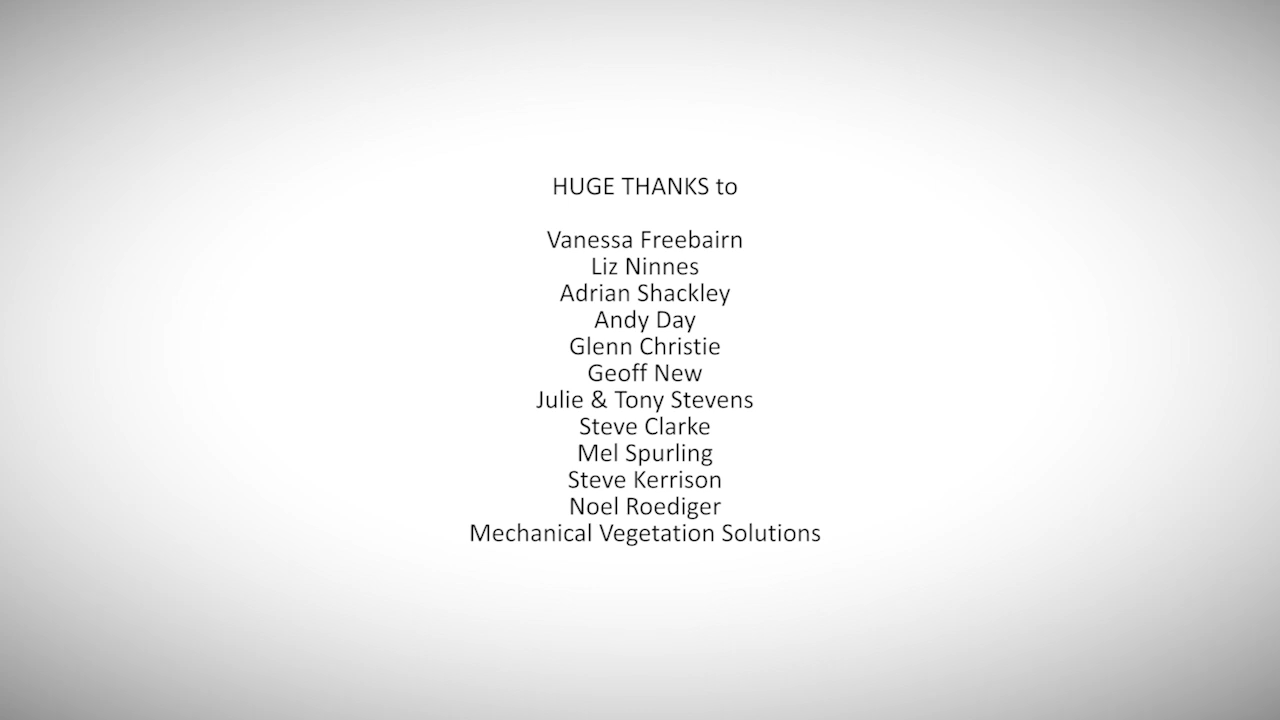 HUGE THANKS to
Vanessa Freebairn
Liz Ninnes
Adrian Shackley
Andy Day
Glenn Christie
Geoff New
Julie & Tony Stevens
Steve Clarke
Mel Spurling
Steve Kerrison
Noel Roediger
Mechanical Vegetation Solutions